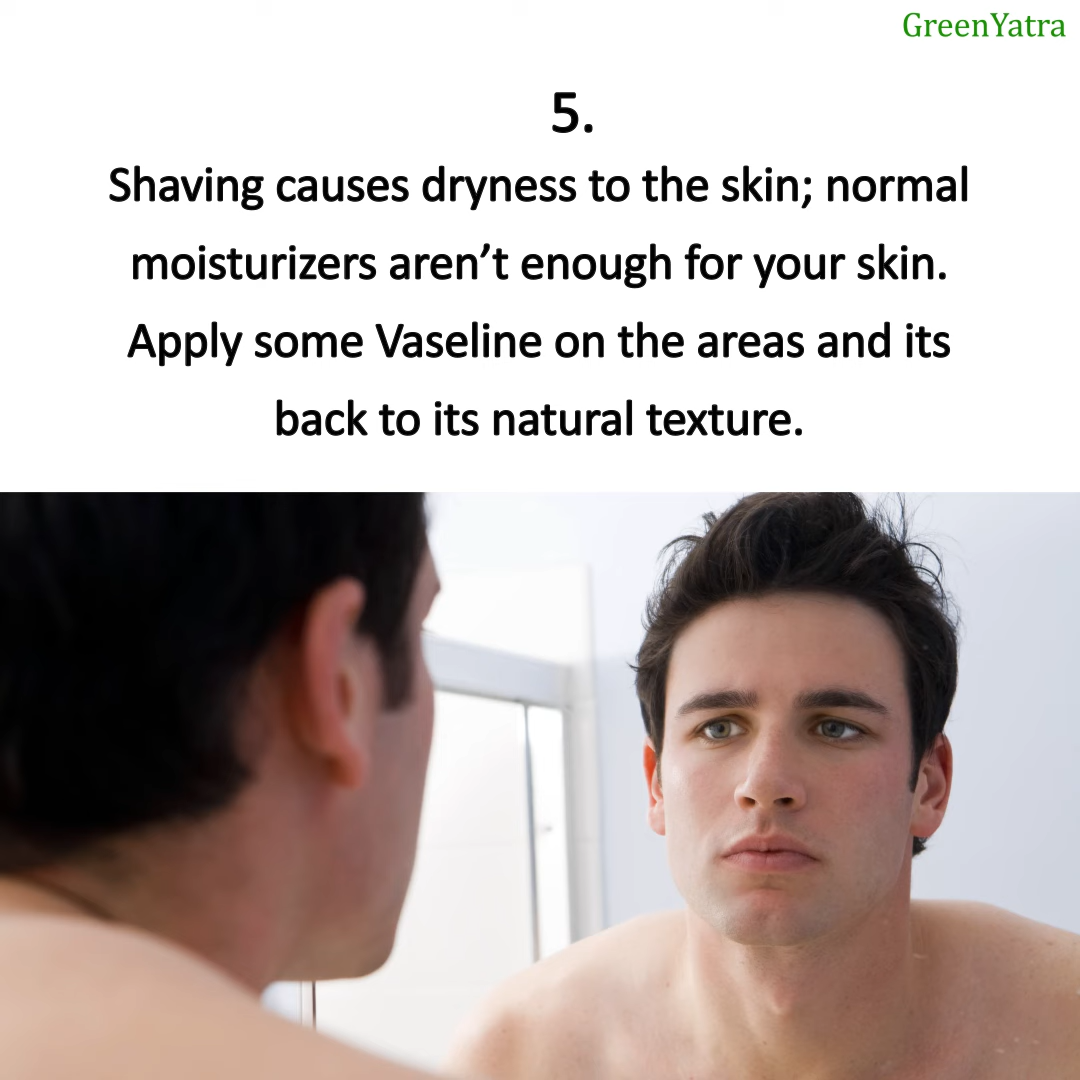 GreenYatra
5.
Shaving causes dryness to the skin; normal
moisturizers aren’t enough for your skin.
Apply some Vaseline on the areas and its
back to its natural texture.